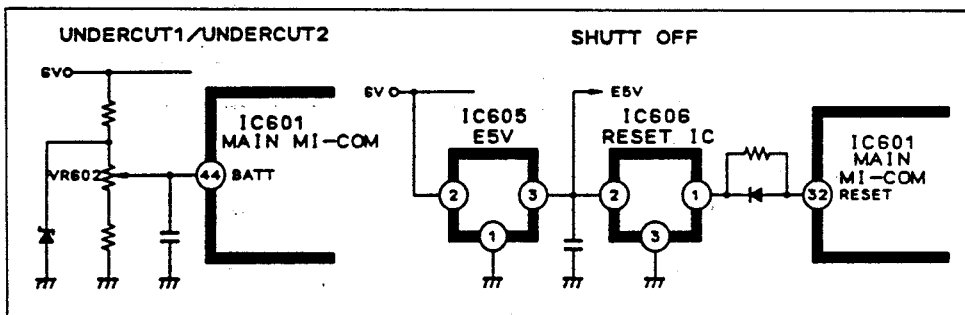 UNDERCUT1/UNDERCUT2
6V
VR602
IC601
MAIN MI-COM
44 BATT
SHUTT OFF
6V
E5V
IC605
E5V
2
3
1
IC606
RESET IC
2
1
3
IC601
MAIN
MI-COM
32 RESET